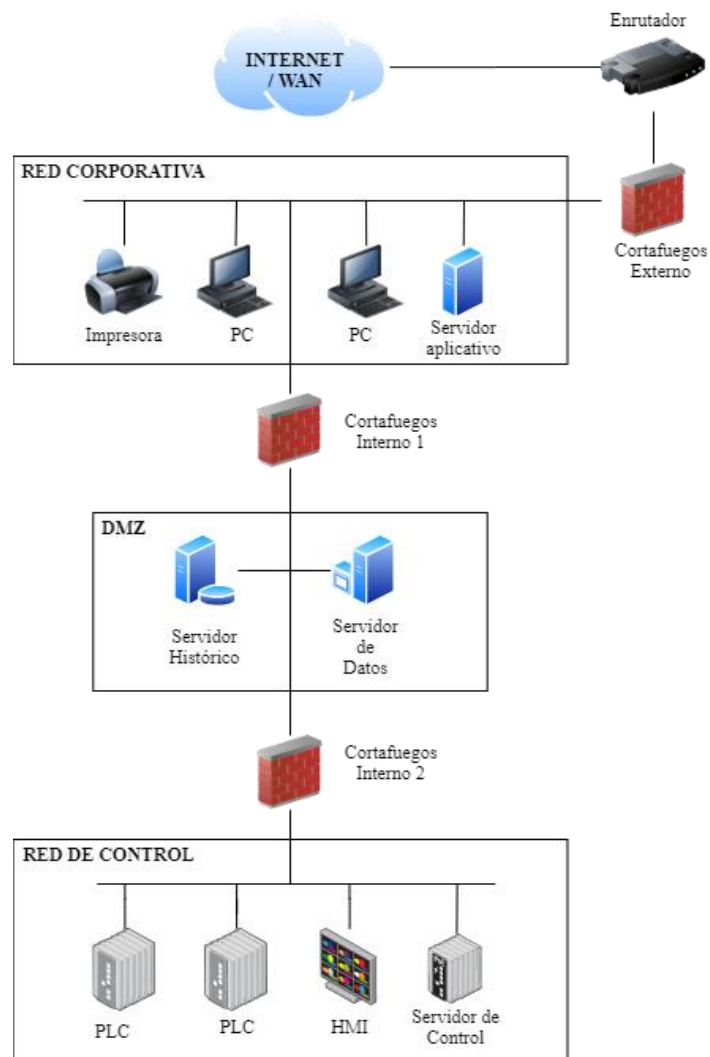 Enrutador
INTERNET
/ WAN
RED CORPORATIVA
Cortafuegos
Externo
Impresora
PC
PC
Servidor
aplicativo
Cortafuegos
Interno 1
DMZ
Servidor
Histórico
Servidor
de
Datos
Cortafuegos
Interno 2
RED DE CONTROL
PLC
PLC
HMI
Servidor de
Control